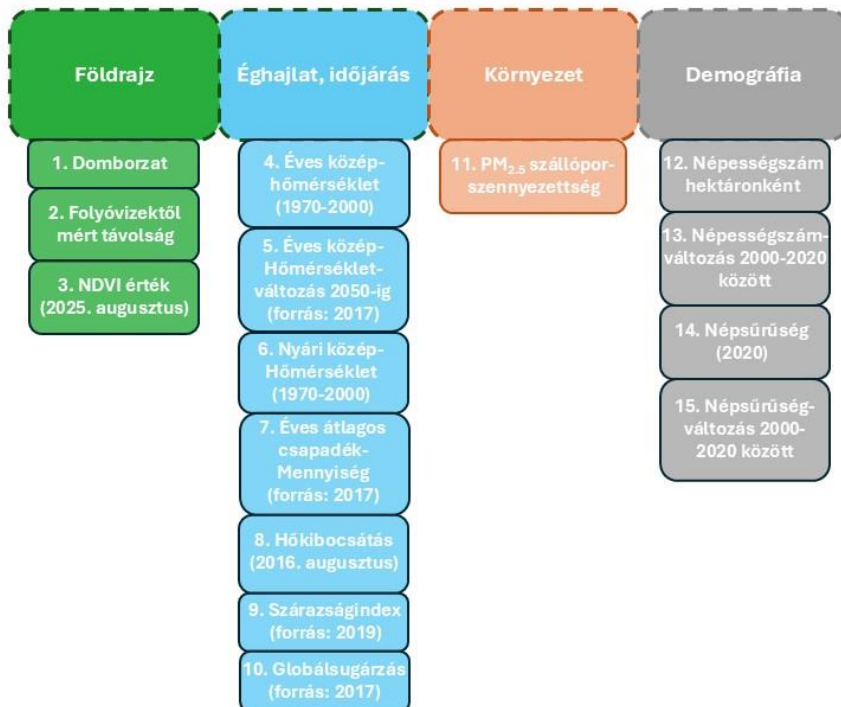 Földrajz
1. Domborzat
2. Folyóvizektől
mért távolság
3. NDVI érték
(2025. augusztus)
Éghajlat, időjárás
4. Éves közép-
hőmérséklet
(1970-2000)
5. Éves közép-
Hőmérséklet-
változás 2050-ig
(forrás: 2017)
6. Nyári közép-
Hőmérséklet
(1970-2000)
7. Éves átlagos
csapadék-
Mennyiség
(forrás: 2017)
8. Hőkibocsátás
(2016. augusztus)
9. Szárazságindex
(forrás: 2019)
10. Globálsugárzás
(forrás: 2017)
Környezet
11. PM2.5 szállópor-
szennyezettség
Demográfia
12. Népességszám
hektáronként
13. Népességszám-
változás 2000-2020
között
14. Népsűrűség
(2020)
15. Népsűrűség-
változás 2000-
2020 között